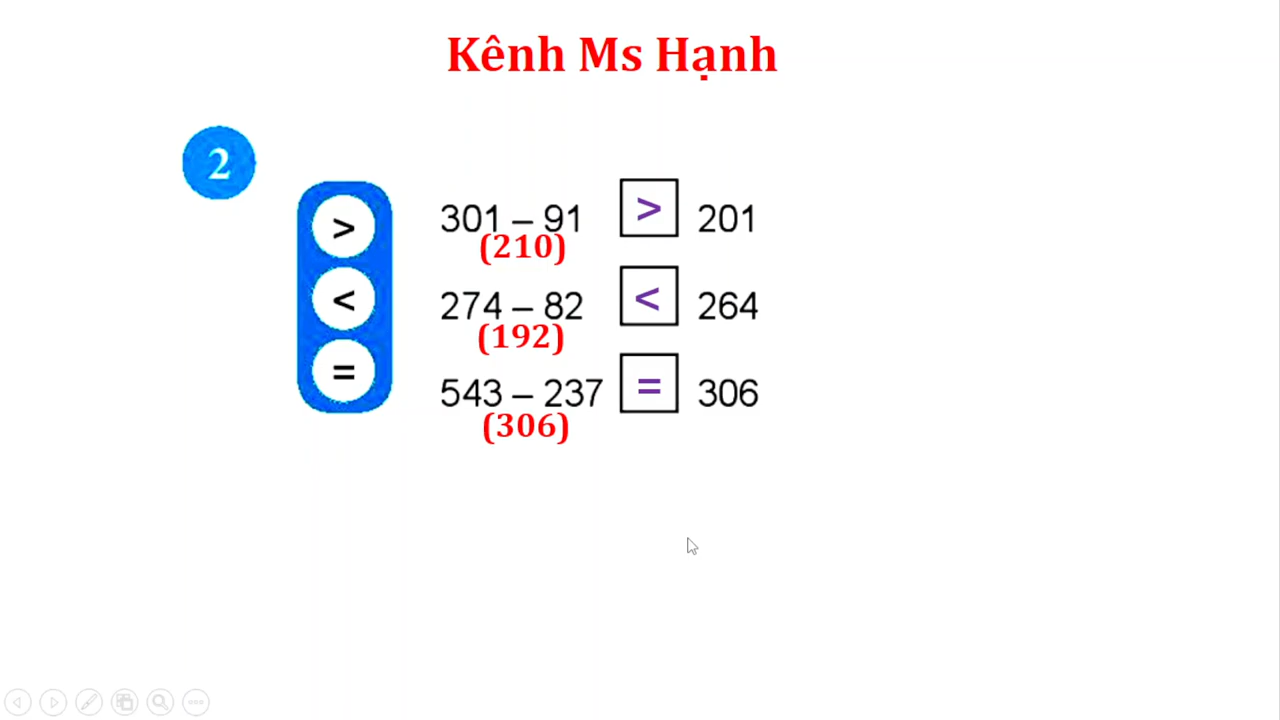 Kênh Ms Hạnh
2
>
<
=
301 – 91 > 201
(210)
274 – 82 < 264
(192)
543 – 237 = 306
(306)